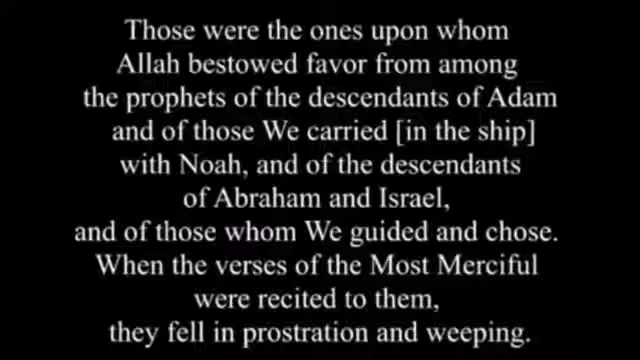 Those were the ones upon whom
Allah bestowed favor from among
the prophets of the descendants of Adam
and of those We carried [in the ship]
with Noah, and of the descendants
of Abraham and Israel,
and of those whom We guided and chose.
When the verses of the Most Merciful
were recited to them,
they fell in prostration and weeping.